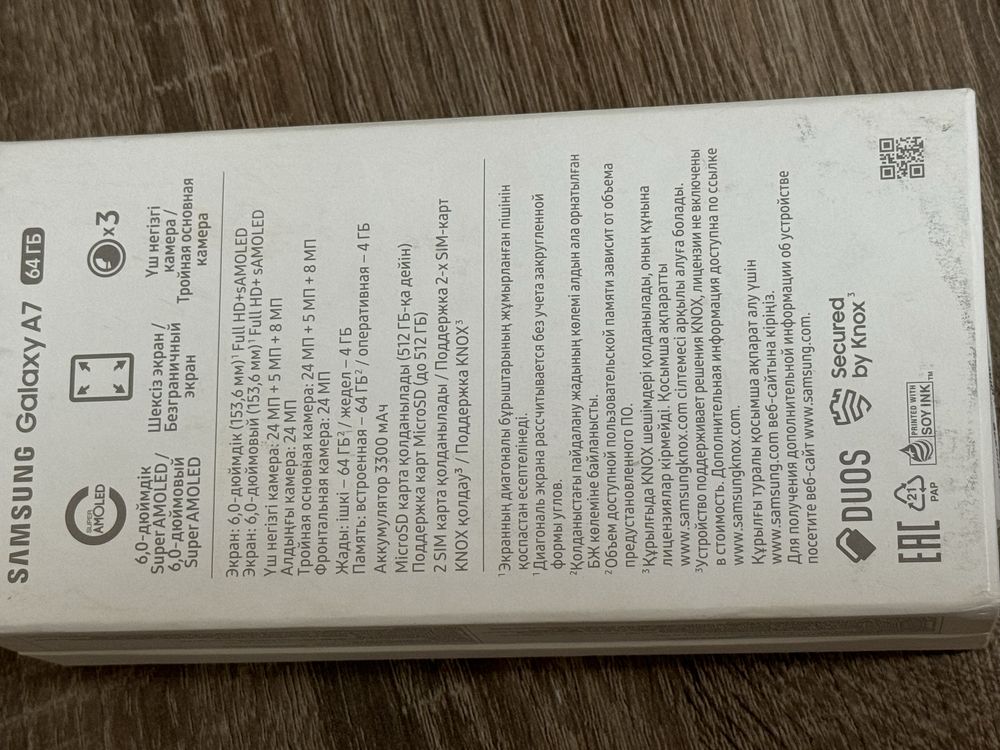 SAMSUNG Galaxy A7 64 ГБ
SUPER
AMOLED
6,0-дюймдік
Super AMOLED /
6,0-дюймовый
Super AMOLED
Шексіз экран /
Безграничный
экран
x3
Үш негізгі
камера /
Тройная основная
камера
Экран: 6,0-дюймдік (153,6 мм)¹ Full HD+sAMOLED
Экран: 6,0-дюймовый (153,6 мм)¹ Full HD+ sAMOLED
Үш негізгі камера: 24 МП + 5 МП + 8 МП
Алдыңғы камера: 24 МП
Тройная основная камера: 24 МП + 5 МП + 8 МП
Фронтальная камера: 24 МП
Жады: ішкі – 64 ГБ² / жедел – 4 ГБ
Память: встроенная – 64 ГБ² / оперативная – 4 ГБ
Аккумулятор 3300 мАч
MicroSD карта қолданылады (512 ГБ-қа дейін)
Поддержка карт MicroSD (до 512 ГБ)
2 SIM карта қолданылады / Поддержка 2-х SIM-карт
KNOX қолдау³ / Поддержка KNOX³
¹Экранның диагоналы бұрыштарының жұмырланған пішінін
қоспастан есептелінеді.
¹Диагональ экрана рассчитывается без учета закругленной
формы углов.
²Қолданыстағы пайдалану жадының көлемі алдын ала орнатылған
БЖ көлеміне байланысты.
²Объем доступной пользовательской памяти зависит от объема
предустановленного ПО.
³Құрылғыда KNOX шешімдері қолданылады, оның құнына
лицензиялар кірмейді. Қосымша ақпаратты
www.samsungknox.com сілтемесі арқылы алуға болады.
³Устройство поддерживает решения KNOX, лицензии не включены
в стоимость. Дополнительная информация доступна по ссылке
www.samsungknox.com.
Құрылғы туралы қосымша ақпарат алу үшін
www.samsung.com веб-сайтына кіріңіз.
Для получения дополнительной информации об устройстве
посетите веб-сайт www.samsung.com.
DUOS
Secured
by Knox³
EAC
21
PAP
PRINTED WITH
SOY INK™